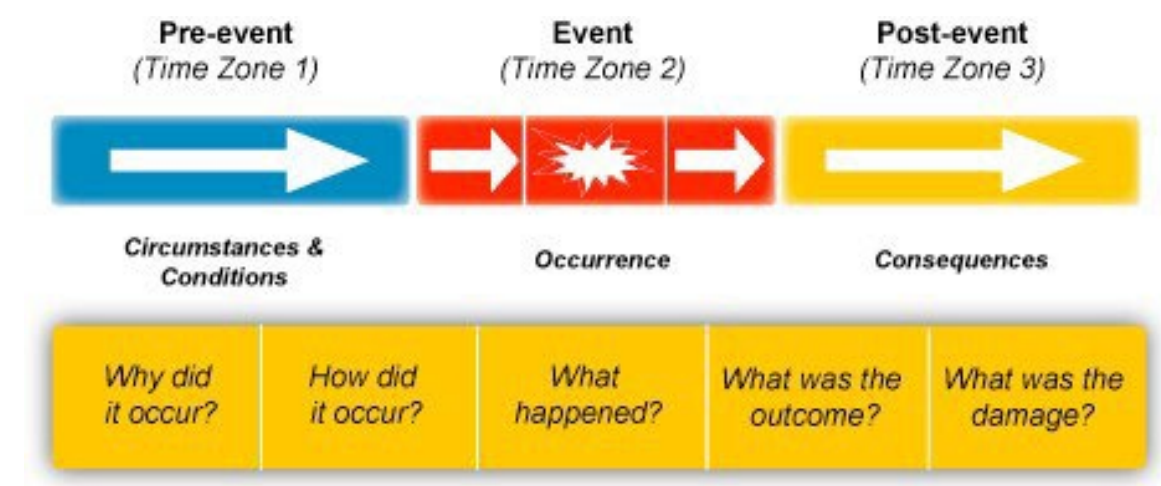 Pre-event
(Time Zone 1)
Event
(Time Zone 2)
Post-event
(Time Zone 3)
Circumstances &
Conditions
Occurrence
Consequences
Why did
it occur?
How did
it occur?
What
happened?
What was the
outcome?
What was the
damage?